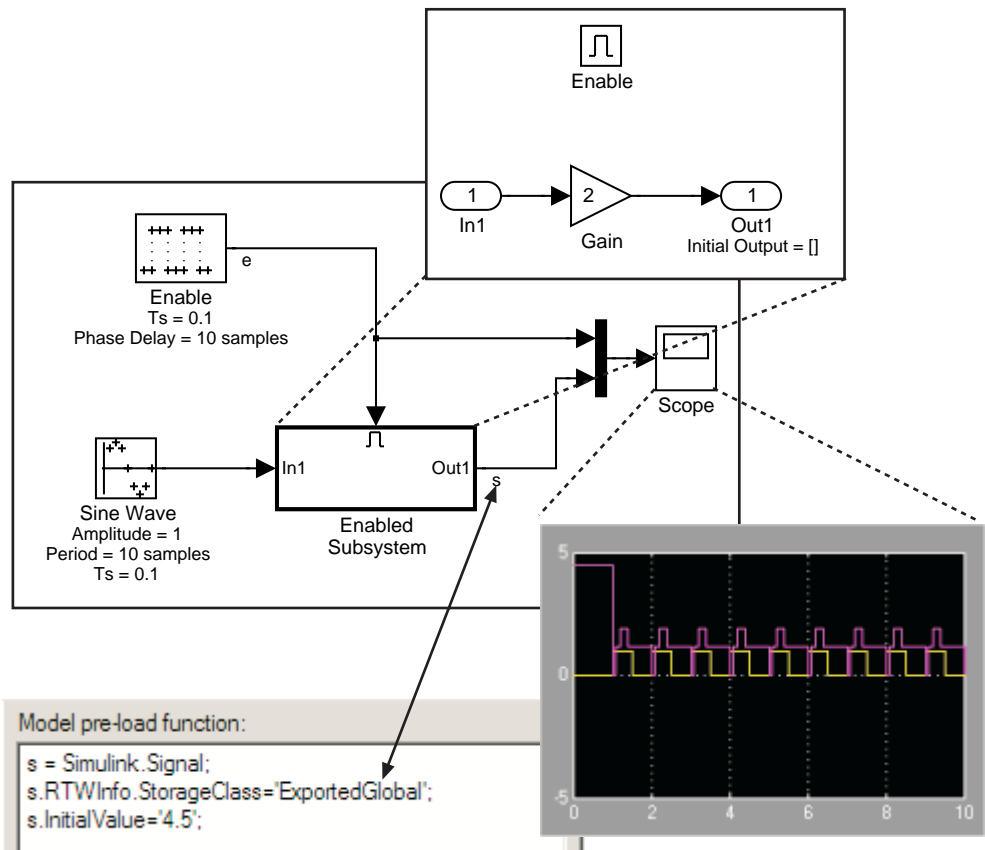 Enable
1
2
1
In1
Gain
Out1
Initial Output = []
e
Enable
Ts = 0.1
Phase Delay = 10 samples
Scope
In1
Out1
s
Enabled
Subsystem
Sine Wave
Amplitude = 1
Period = 10 samples
Ts = 0.1
5
0
-5
0
2
4
6
8
10
Model pre-load function:
s = Simulink.Signal;
s.RTWInfo.StorageClass='ExportedGlobal';
s.InitialValue='4.5';